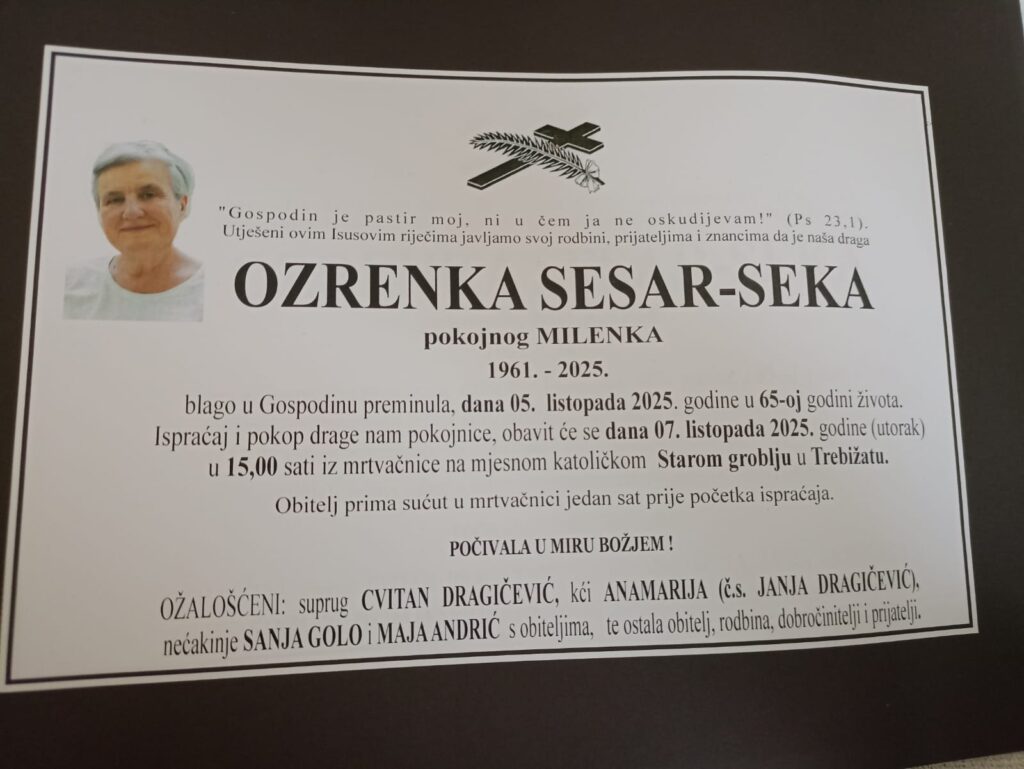 "Gospodin je pastir moj, ni u čem ja ne oskudijevam!" (Ps 23,1).
Utješeni ovim Isusovim riječima javljamo svoj rodbini, prijateljima i znancima da je naša draga
OZRENKA SESAR-SEKA
pokojnog MILENKA
1961. - 2025.
blago u Gospodinu preminula, dana 05. listopada 2025. godine u 65-oj godini života.
Ispraćaj i pokop drage nam pokojnice, obavit će se dana 07. listopada 2025. godine (utorak)
u 15,00 sati iz mrtvačnice na mjesnom katoličkom Starom groblju u Trebižatu.
Obitelj prima sućut u mrtvačnici jedan sat prije početka ispraćaja.
POČIVALA U MIRU BOŽJEM !
OŽALOŠĆENI: suprug CVITAN DRAGIČEVIĆ, kći ANAMARIJA (č.s. JANJA DRAGIČEVIĆ),
nećakinje SANJA GOLO i MAJA ANDRIĆ s obiteljima, te ostala obitelj, rodbina, dobročinitelji i prijatelji.